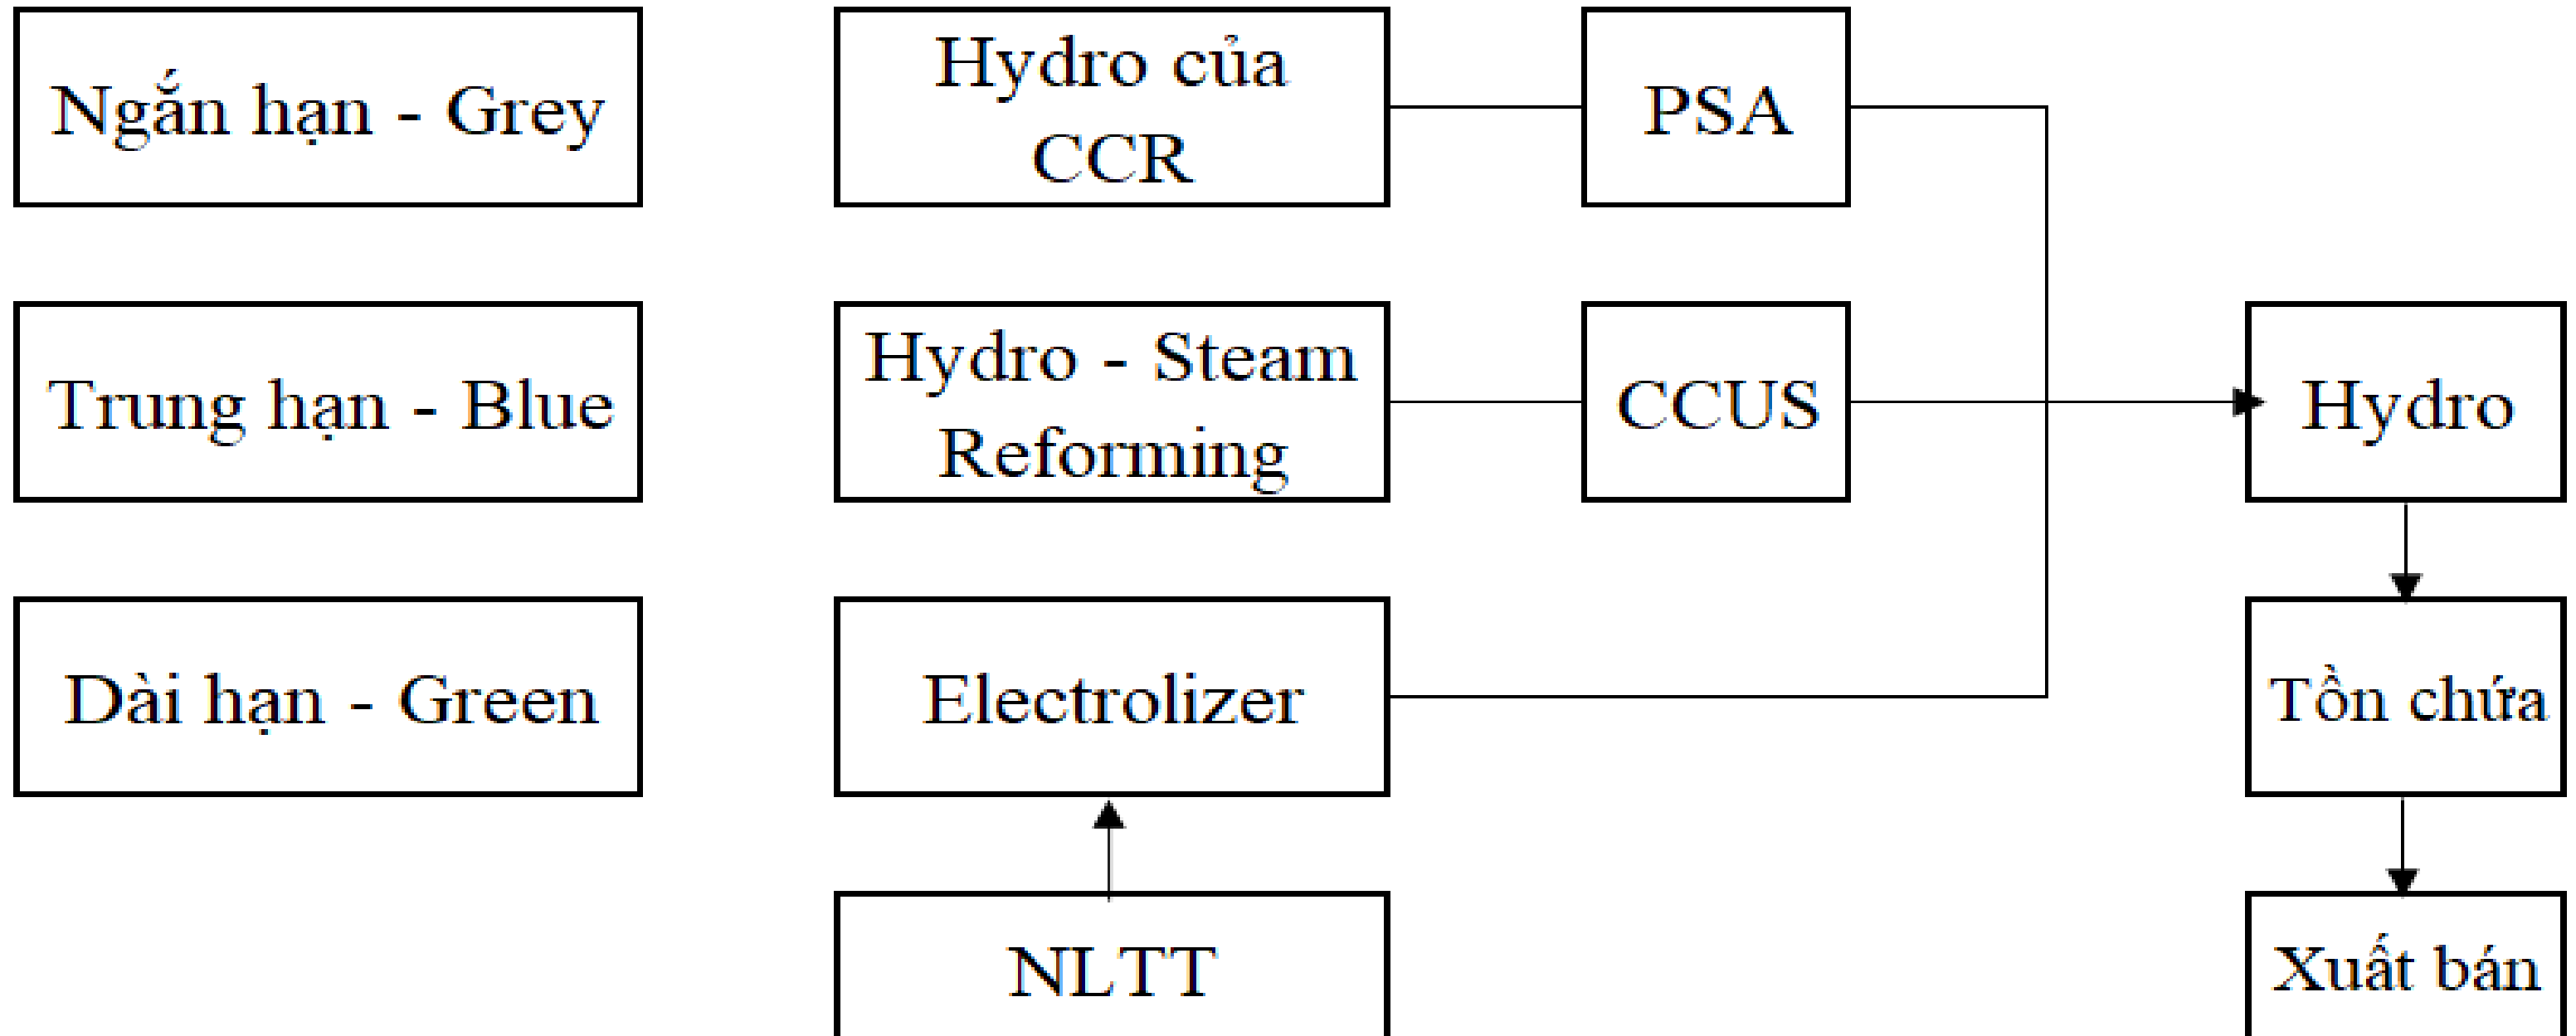 Ngắn hạn - Grey
Hydro của
CCR
PSA
Trung hạn - Blue
Hydro - Steam
Reforming
CCUS
Hydro
Dài hạn - Green
Electrolizer
Tồn chứa
NLTT
Xuất bán